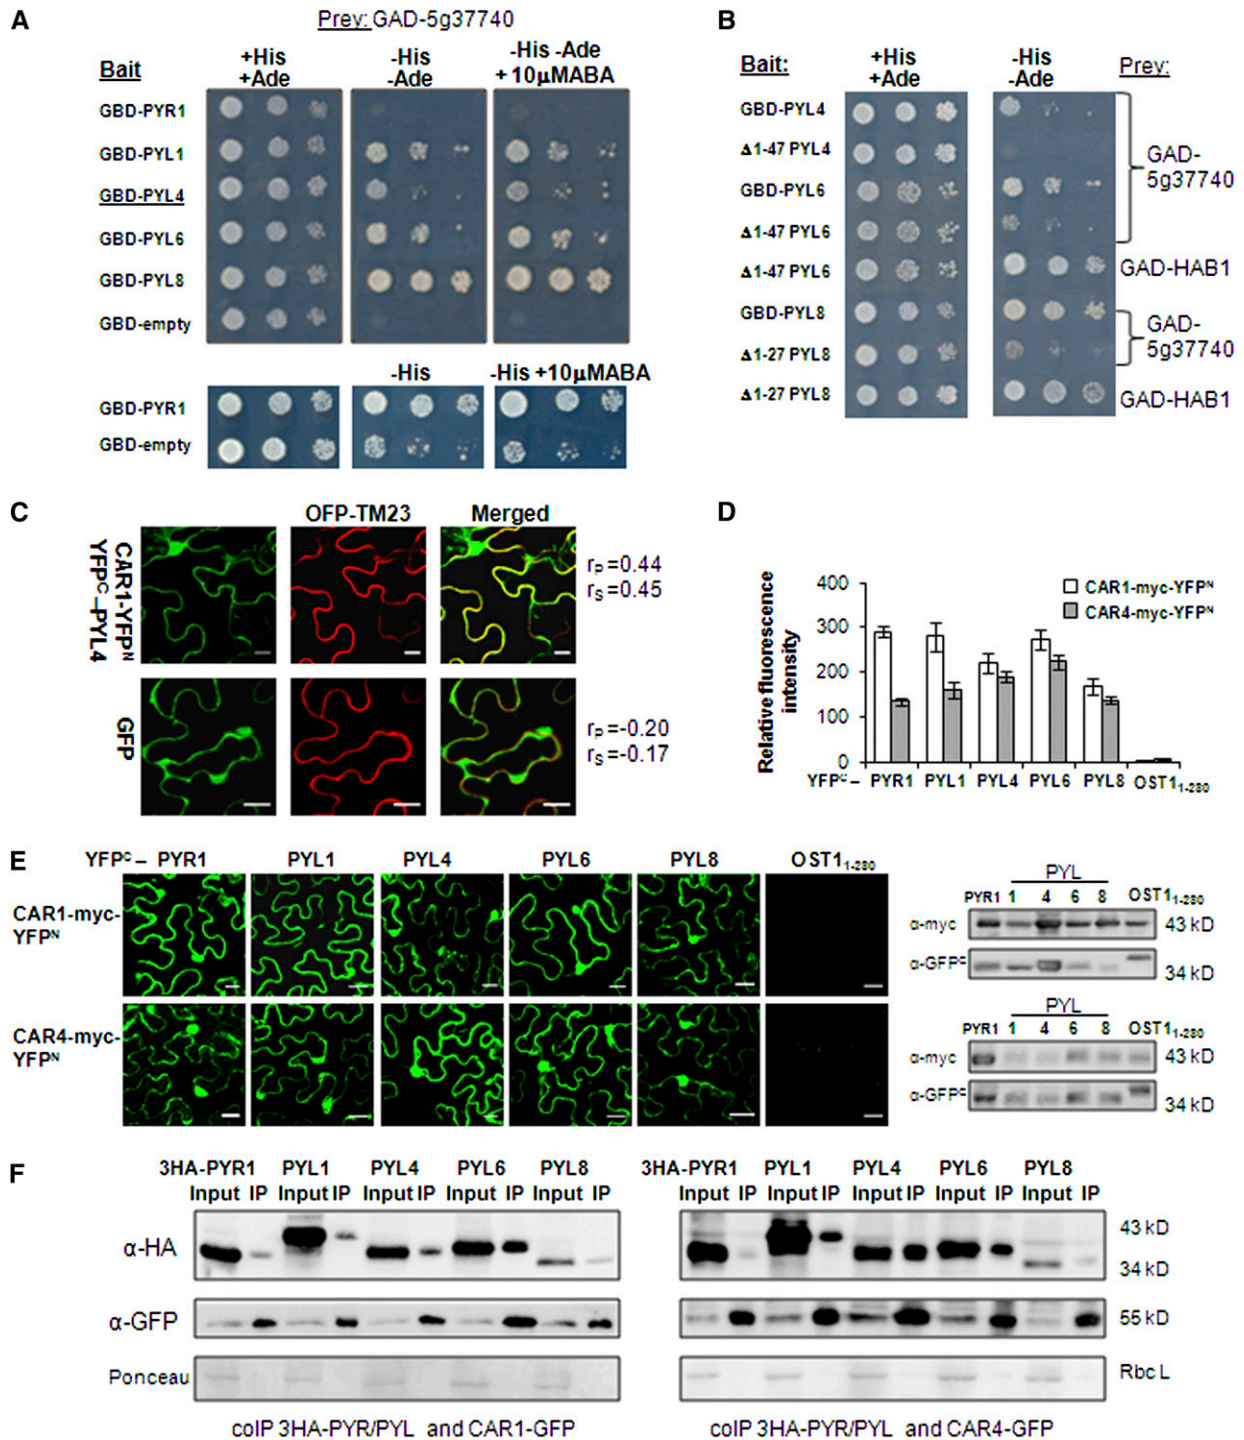 A
Prey: GAD-5g37740
Bait
+His
+Ade
-His
-Ade
-His -Ade
+ 10µMABA
GBD-PYR1
GBD-PYL1
GBD-PYL4
GBD-PYL6
GBD-PYL8
GBD-empty
-His
-His +10µMABA
GBD-PYR1
GBD-empty
B
Bait:
+His
+Ade
-His
-Ade
Prey:
GBD-PYL4
Δ1-47 PYL4
GBD-PYL6
Δ1-47 PYL6
Δ1-47 PYL6
GBD-PYL8
Δ1-27 PYL8
Δ1-27 PYL8
GAD-
5g37740
GAD-HAB1
GAD-
5g37740
GAD-HAB1
C
OFP-TM23
Merged
CAR1-YFPᴺ
YFPᶜ–PYL4
rP=0.44
rS=0.45
GFP
rP=-0.20
rS=-0.17
D
Relative fluorescence
intensity
400
300
200
100
0
CAR1-myc-YFPᴺ
CAR4-myc-YFPᴺ
YFPᶜ– PYR1 PYL1 PYL4 PYL6 PYL8 OST1₁₋₂₈₀
E
YFPᶜ– PYR1 PYL1 PYL4 PYL6 PYL8 OST1₁₋₂₈₀
CAR1-myc-
YFPᴺ
CAR4-myc-
YFPᴺ
PYL
PYR1 1 4 6 8 OST1₁₋₂₈₀
α-myc 43 kD
α-GFPᶜ 34 kD
PYL
PYR1 1 4 6 8 OST1₁₋₂₈₀
α-myc 43 kD
α-GFPᶜ 34 kD
F
3HA-PYR1 PYL1 PYL4 PYL6 PYL8
Input IP Input IP Input IP Input IP Input IP
3HA-PYR1 PYL1 PYL4 PYL6 PYL8
Input IP Input IP Input IP Input IP Input IP
α-HA
43 kD
34 kD
α-GFP
55 kD
Ponceau
Rbc L
coIP 3HA-PYR/PYL and CAR1-GFP
coIP 3HA-PYR/PYL and CAR4-GFP